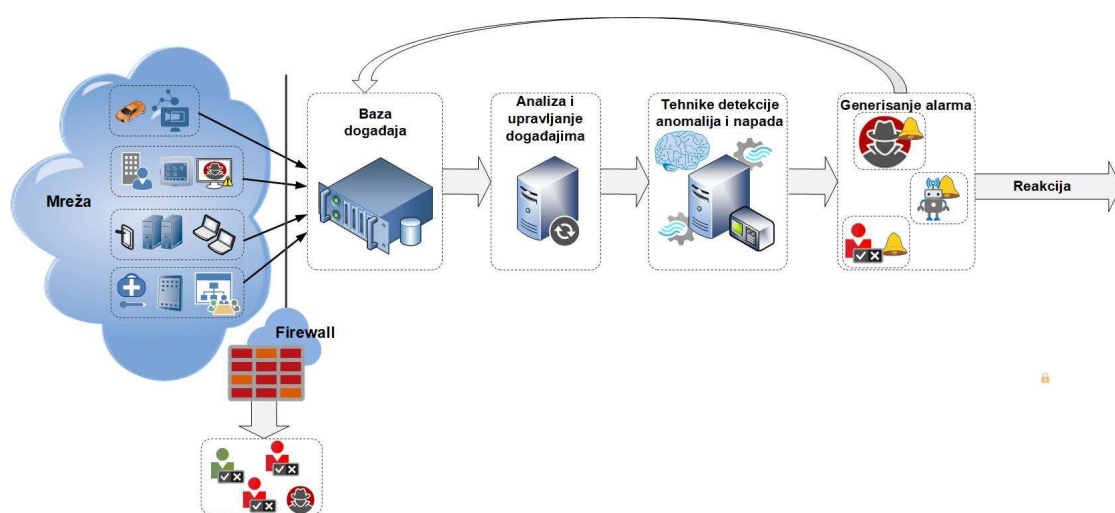 Mreža
Baza
događaja
Analiza i
upravljanje
događajima
Tehnike detekcije
anomalija i napada
Generisanje alarma
Reakcija
Firewall